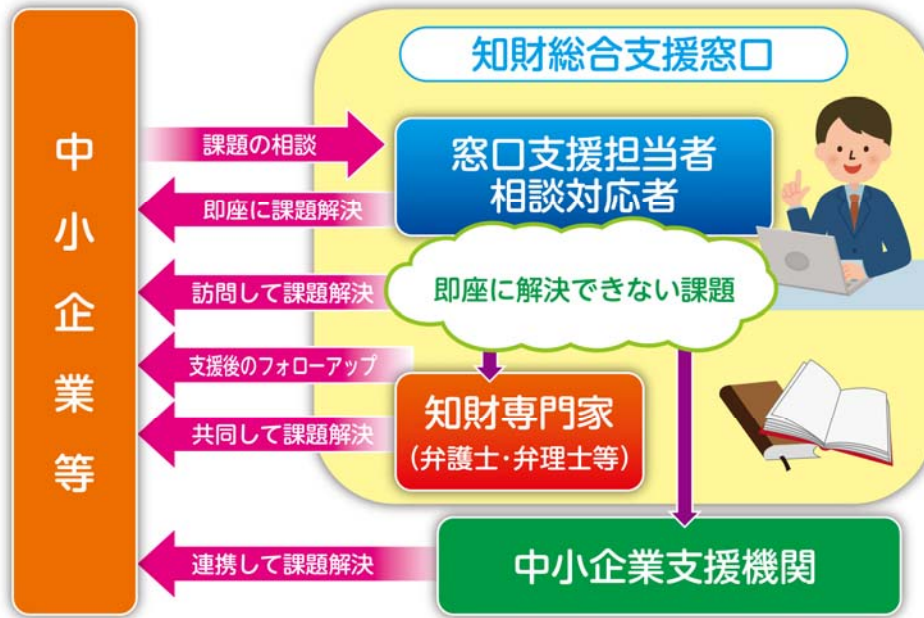 知財総合支援窓口
中小企業等
課題の相談
窓口支援担当者
相談対応者
即座に課題解決
訪問して課題解決
即座に解決できない課題
支援後のフォローアップ
知財専門家
(弁護士・弁理士等)
共同して課題解決
連携して課題解決
中小企業支援機関